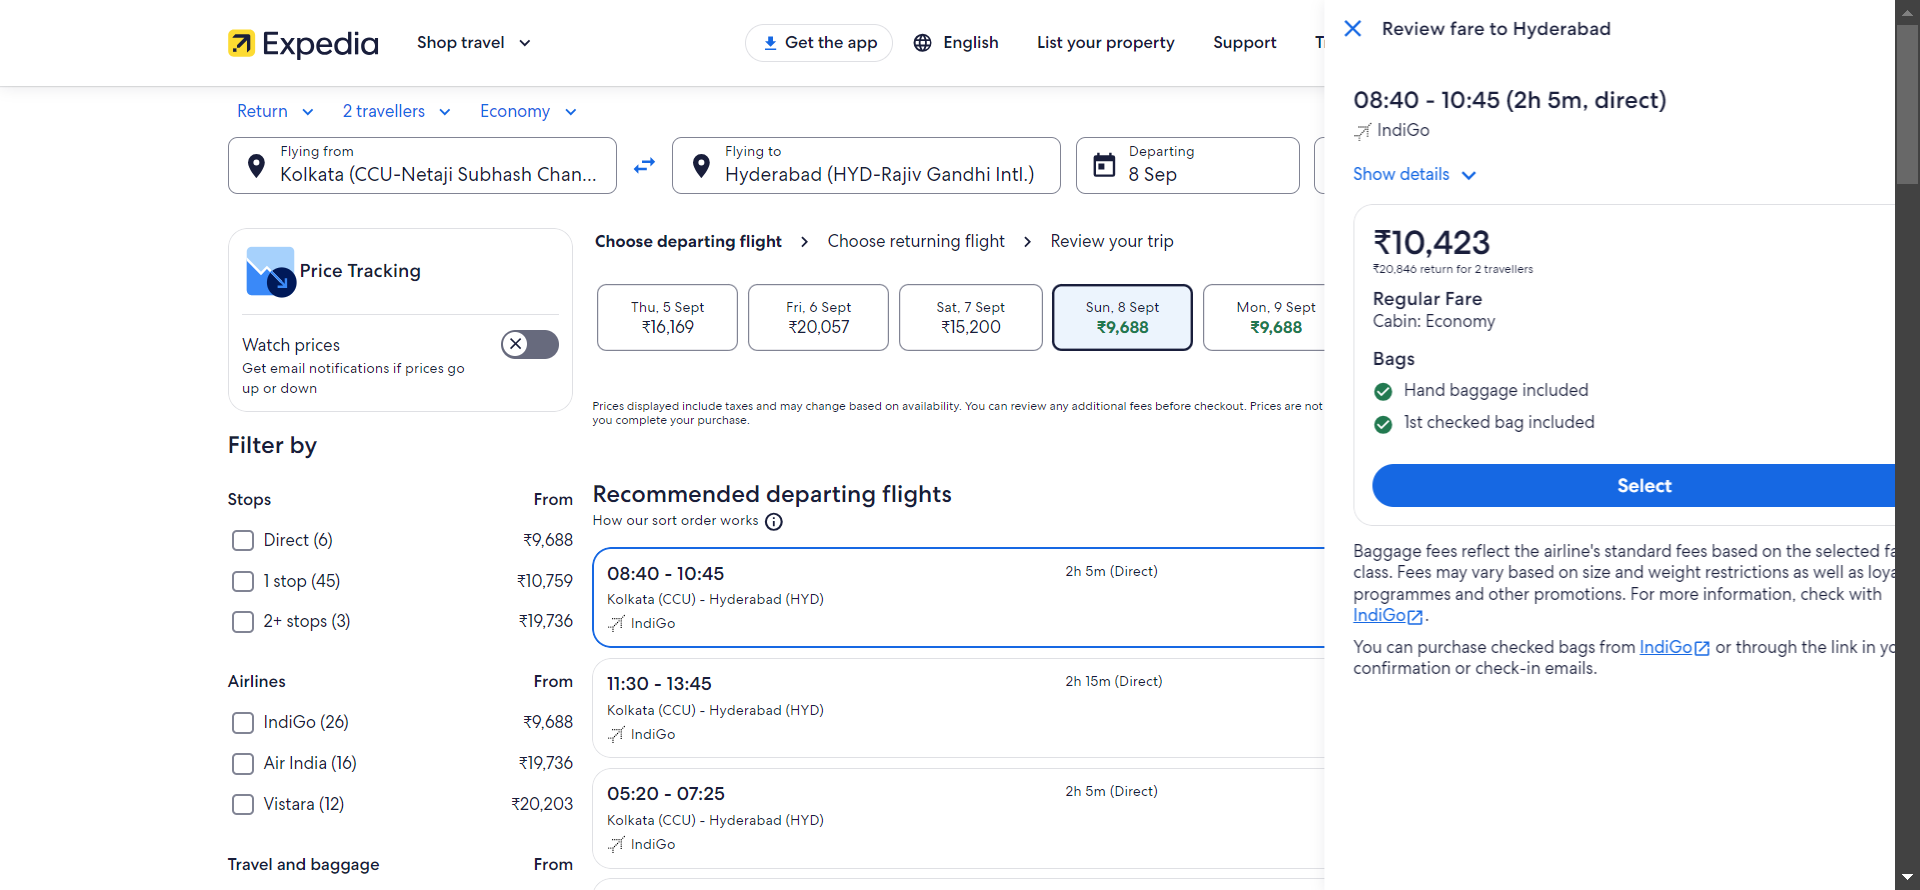 Expedia
Shop travel
Get the app
English
List your property
Support
Return
2 travellers
Economy
Flying from
Kolkata (CCU-Netaji Subhash Chan...
Flying to
Hyderabad (HYD-Rajiv Gandhi Intl.)
Departing
8 Sep
Price Tracking
Watch prices
Get email notifications if prices go
up or down
Choose departing flight
Choose returning flight
Review your trip
Thu, 5 Sept
₹16,169
Fri, 6 Sept
₹20,057
Sat, 7 Sept
₹15,200
Sun, 8 Sept
₹9,688
Mon, 9 Sept
₹9,688
Prices displayed include taxes and may change based on availability. You can review any additional fees before checkout. Prices are not
you complete your purchase.
Filter by
Stops From
Direct (6) ₹9,688
1 stop (45) ₹10,759
2+ stops (3) ₹19,736
Airlines From
IndiGo (26) ₹9,688
Air India (16) ₹19,736
Vistara (12) ₹20,203
Travel and baggage From
Recommended departing flights
How our sort order works
08:40 - 10:45
2h 5m (Direct)
Kolkata (CCU) - Hyderabad (HYD)
IndiGo
11:30 - 13:45
2h 15m (Direct)
Kolkata (CCU) - Hyderabad (HYD)
IndiGo
05:20 - 07:25
2h 5m (Direct)
Kolkata (CCU) - Hyderabad (HYD)
IndiGo
Review fare to Hyderabad
08:40 - 10:45 (2h 5m, direct)
IndiGo
Show details
₹10,423
₹20,846 return for 2 travellers
Regular Fare
Cabin: Economy
Bags
Hand baggage included
1st checked bag included
Select
Baggage fees reflect the airline's standard fees based on the selected fa
class. Fees may vary based on size and weight restrictions as well as loya
programmes and other promotions. For more information, check with
IndiGo.
You can purchase checked bags from IndiGo or through the link in yo
confirmation or check-in emails.